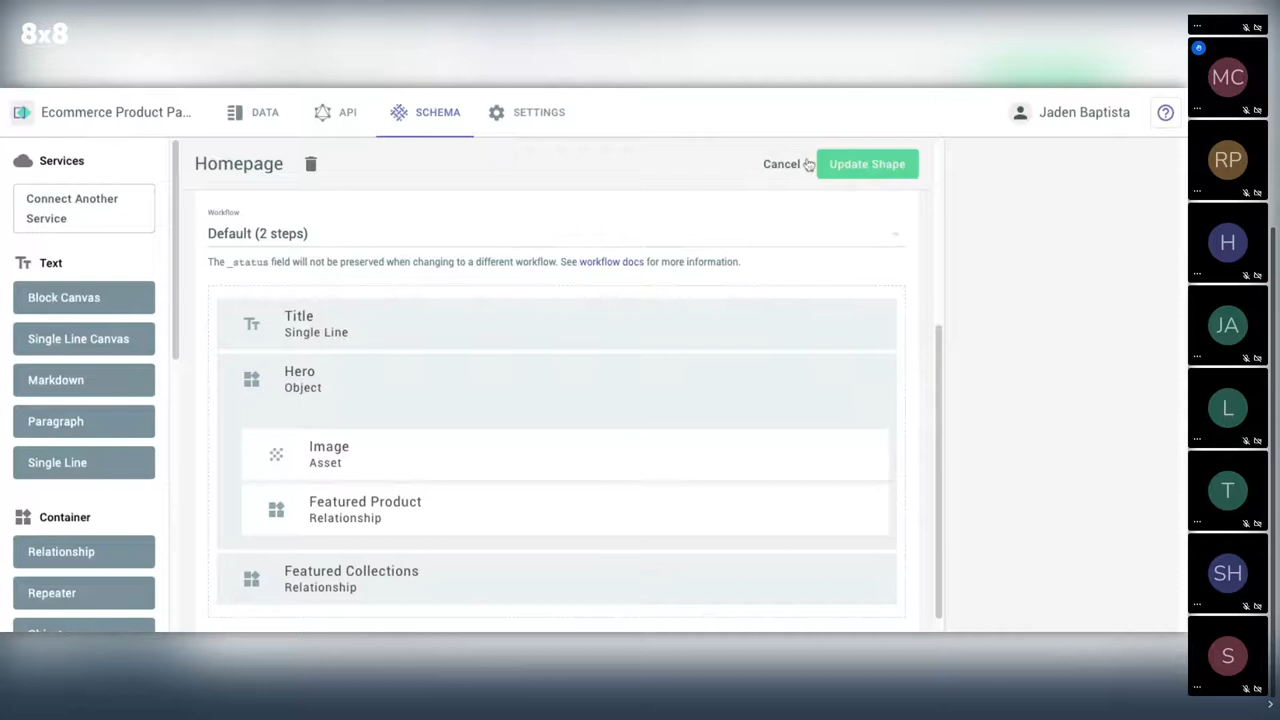 8x8
Ecommerce Product Pa...
DATA
API
SCHEMA
SETTINGS
Jaden Baptista
Services
Connect Another
Service
Text
Block Canvas
Single Line Canvas
Markdown
Paragraph
Single Line
Container
Relationship
Repeater
Homepage
Cancel
Update Shape
Workflow
Default (2 steps)
The _status field will not be preserved when changing to a different workflow. See workflow docs for more information.
Title
Single Line
Hero
Object
Image
Asset
Featured Product
Relationship
Featured Collections
Relationship
MC
RP
H
JA
L
T
SH
S